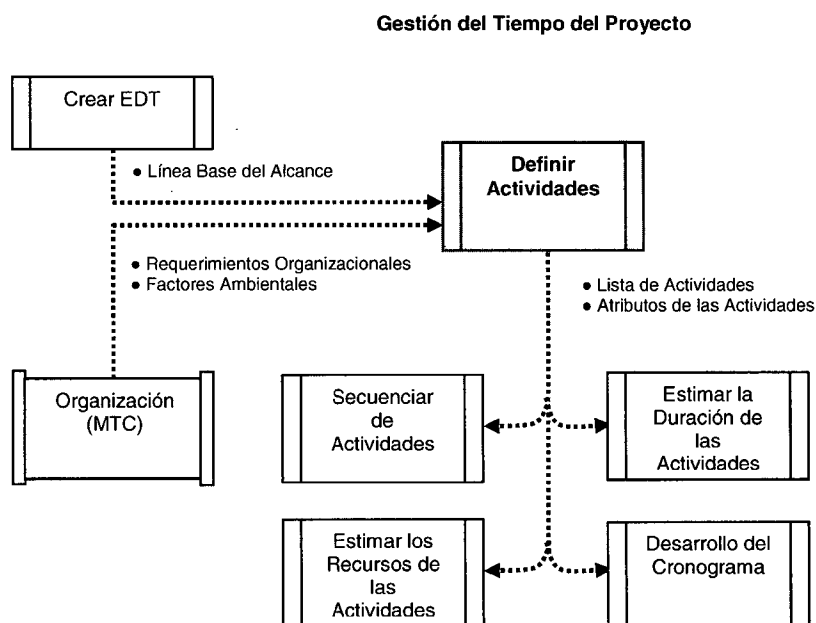 Gestión del Tiempo del Proyecto
Crear EDT
● Línea Base del Alcance
Definir
Actividades
● Requerimientos Organizacionales
● Factores Ambientales
● Lista de Actividades
● Atributos de las Actividades
Organización
(MTC)
Secuenciar
de
Actividades
Estimar la
Duración de
las
Actividades
Estimar los
Recursos de
las
Actividades
Desarrollo del
Cronograma